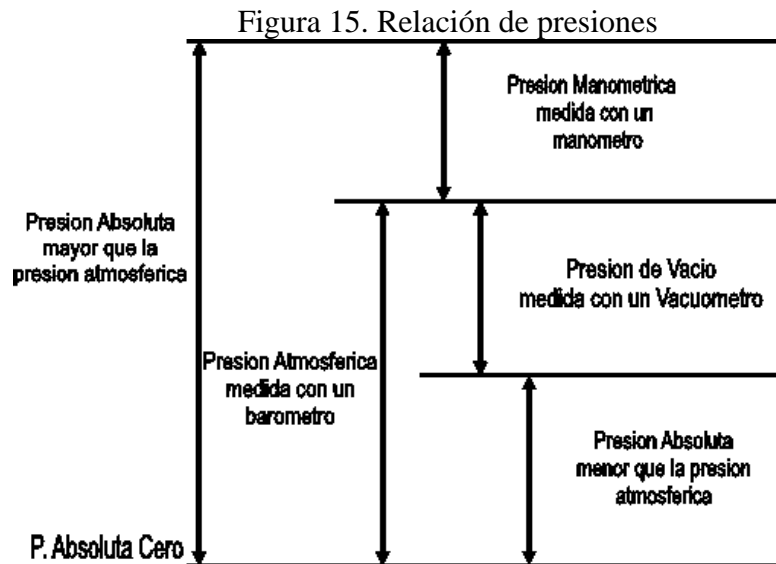 Figura 15. Relación de presiones
Presion Manometrica
medida con un
manometro
Presion Absoluta
mayor que la
presion atmosferica
Presion de Vacio
medida con un Vacuometro
Presion Atmosferica
medida con un
barometro
Presion Absoluta
menor que la presion
atmosferica
P. Absoluta Cero